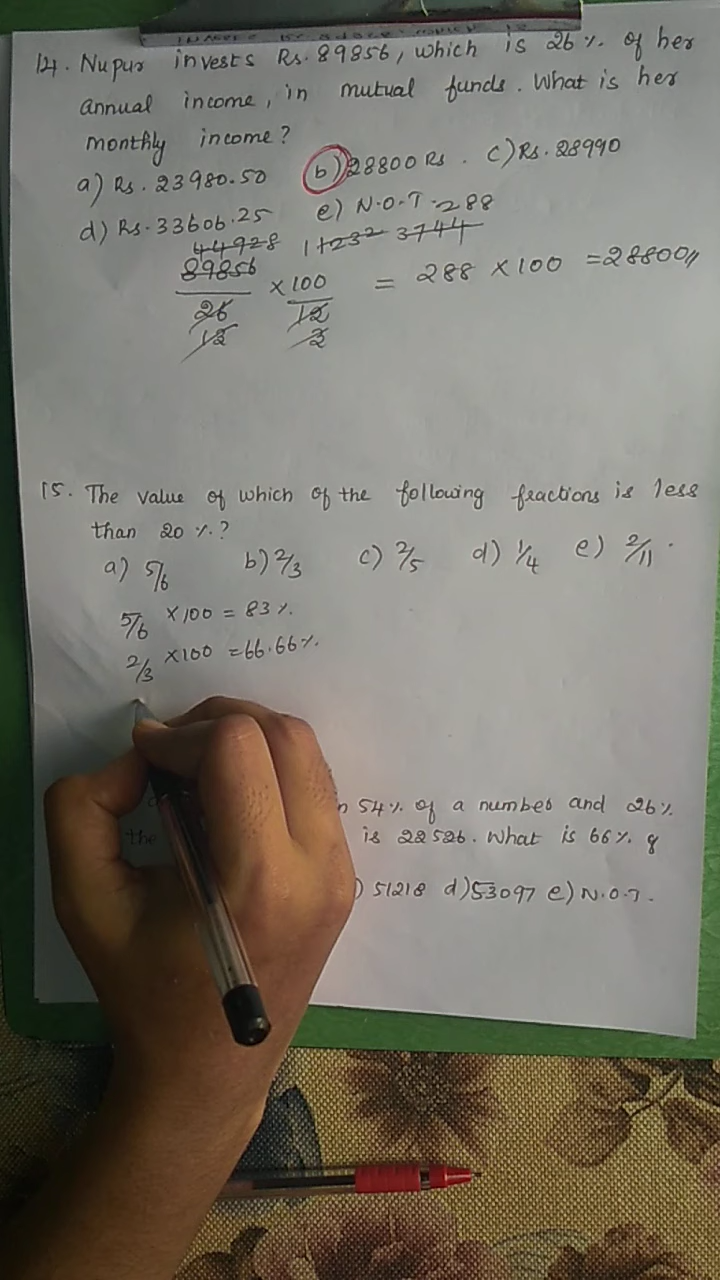 14. Nupur invests Rs. 89856, which is 26 %. of her
annual income, in mutual funds. What is her
monthly income?
a) Rs. 23980.50 b) 28800 Rs. c) Rs. 28990
d) Rs. 33606.25 e) N.O.T.
288
44928 11232 3744
89856 / 26 × 100 / 12 = 288 × 100 = 28800
13 2
15. The value of which of the following fractions is less
than 20 %.?
a) 5/6 b) 2/3 c) 2/5 d) 1/4 e) 2/11.
5/6 × 100 = 83 %.
2/3 × 100 = 66.66 %.
54 %. of a number and 26 %.
the is 22526. What is 66 %. of
) 51218 d) 53097 e) N.O.T.